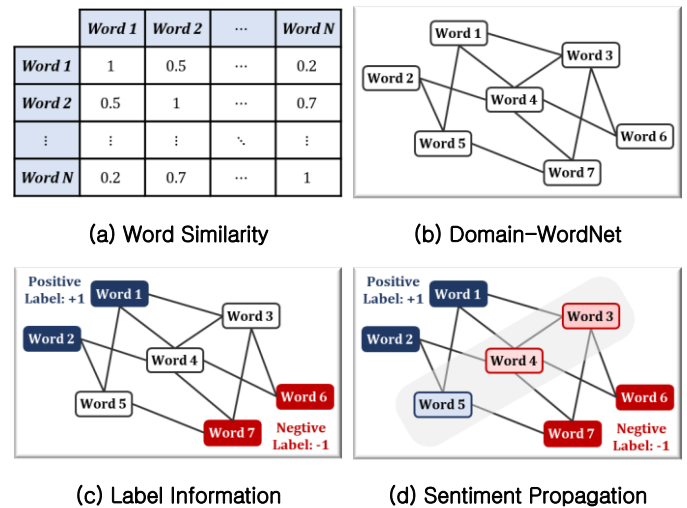 Word 1 Word 2 ⋯ Word N
Word 1 1 0.5 ⋯ 0.2
Word 2 0.5 1 ⋯ 0.7
⋮ ⋮ ⋮ ⋱ ⋮
Word N 0.2 0.7 ⋯ 1
(a) Word Similarity
Word 1
Word 3
Word 2
Word 4
Word 6
Word 5
Word 7
(b) Domain-WordNet
Positive
Label: +1
Word 1
Word 3
Word 2
Word 4
Word 6
Word 5
Word 7
Negtive
Label: -1
(c) Label Information
Positive
Label: +1
Word 1
Word 3
Word 2
Word 4
Word 6
Word 5
Word 7
Negtive
Label: -1
(d) Sentiment Propagation